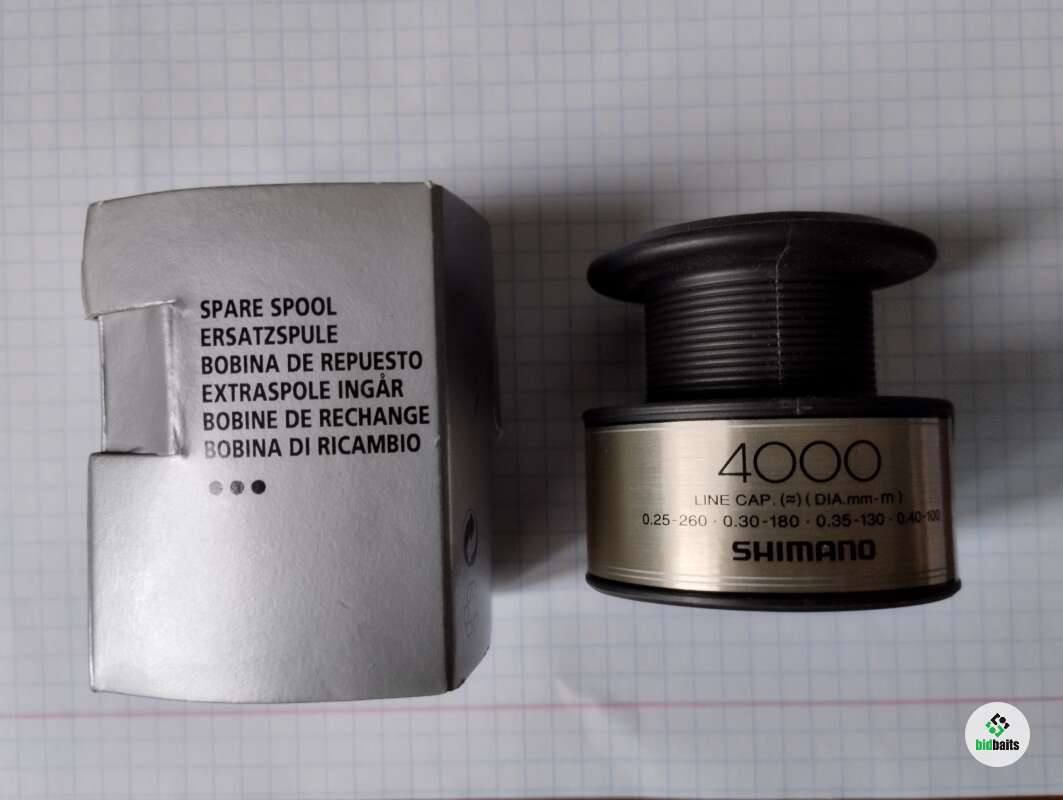 SPARE SPOOL
ERSATZSPULE
BOBINA DE REPUESTO
EXTRASPOLE INGÅR
BOBINE DE RECHANGE
BOBINA DI RICAMBIO
4000
LINE CAP. (≈) ( DIA.mm-m )
0.25-260 · 0.30-180 · 0.35-130 · 0.40-100
SHIMANO
bidbaits